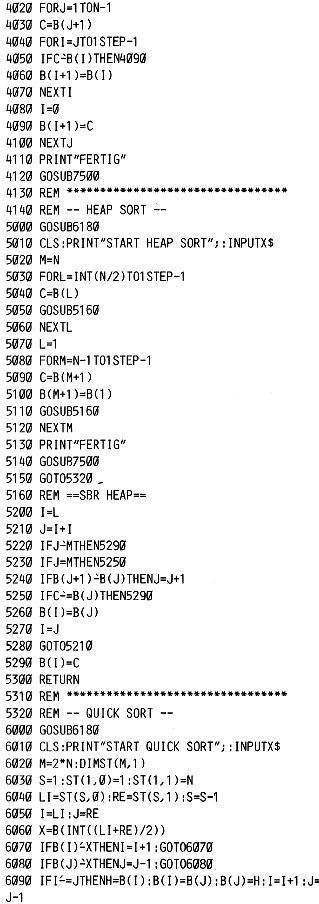 4020 FORJ=1TON-1
4030 C=B(J+1)
4040 FORI=JTO1STEP-1
4050 IFC∸B(I)THEN4090
4060 B(I+1)=B(I)
4070 NEXTI
4080 I=0
4090 B(I+1)=C
4100 NEXTJ
4110 PRINT"FERTIG"
4120 GOSUB7500
4130 REM **********************************
4140 REM -- HEAP SORT --
5000 GOSUB6180
5010 CLS:PRINT"START HEAP SORT";:INPUTX$
5020 M=N
5030 FORL=INT(N/2)TO1STEP-1
5040 C=B(L)
5050 GOSUB5160
5060 NEXTL
5070 L=1
5080 FORM=N-1TO1STEP-1
5090 C=B(M+1)
5100 B(M+1)=B(1)
5110 GOSUB5160
5120 NEXTM
5130 PRINT"FERTIG"
5140 GOSUB7500
5150 GOTO5320
5160 REM ==SBR HEAP==
5200 I=L
5210 J=I+I
5220 IFJ∸MTHEN5290
5230 IFJ=MTHEN5250
5240 IFB(J+1)∸B(J)THENJ=J+1
5250 IFC∸=B(J)THEN5290
5260 B(I)=B(J)
5270 I=J
5280 GOTO5210
5290 B(I)=C
5300 RETURN
5310 REM **********************************
5320 REM -- QUICK SORT --
6000 GOSUB6180
6010 CLS:PRINT"START QUICK SORT";:INPUTX$
6020 M=2*N:DIMST(M,1)
6030 S=1:ST(1,0)=1:ST(1,1)=N
6040 LI=ST(S,0):RE=ST(S,1):S=S-1
6050 I=LI:J=RE
6060 X=B(INT((LI+RE)/2))
6070 IFB(I)∸XTHENI=I+1:GOTO6070
6080 IFB(J)∸XTHENJ=J-1:GOTO6080
6090 IFI∸=JTHENH=B(I):B(I)=B(J):B(J)=H:I=I+1:J=
J-1